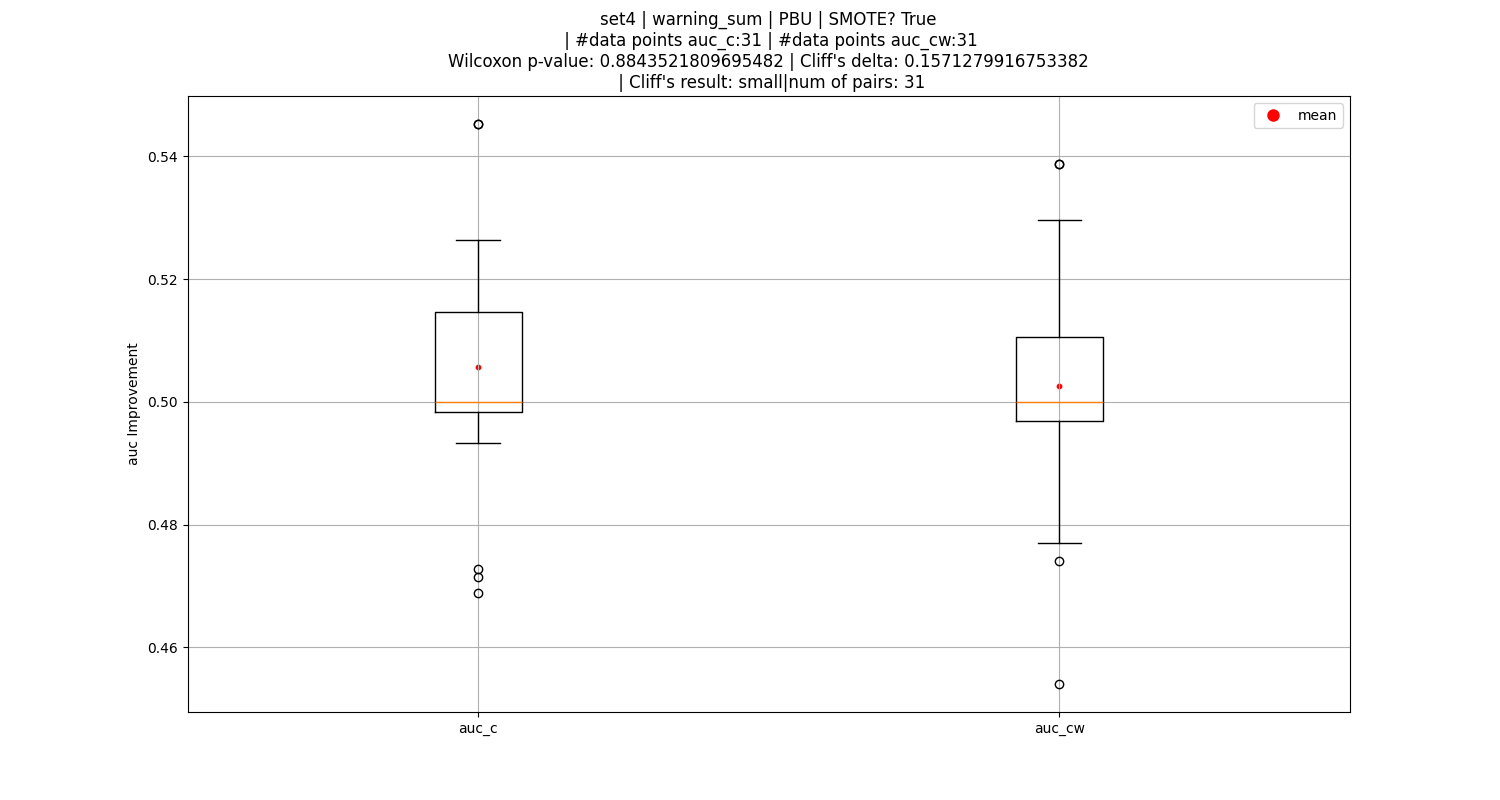 set4 | warning_sum | PBU | SMOTE? True
| #data points auc_c:31 | #data points auc_cw:31
Wilcoxon p-value: 0.8843521809695482 | Cliff's delta: 0.1571279916753382
| Cliff's result: small|num of pairs: 31
mean
0.54
0.52
0.50
0.48
0.46
auc Improvement
auc_c
auc_cw